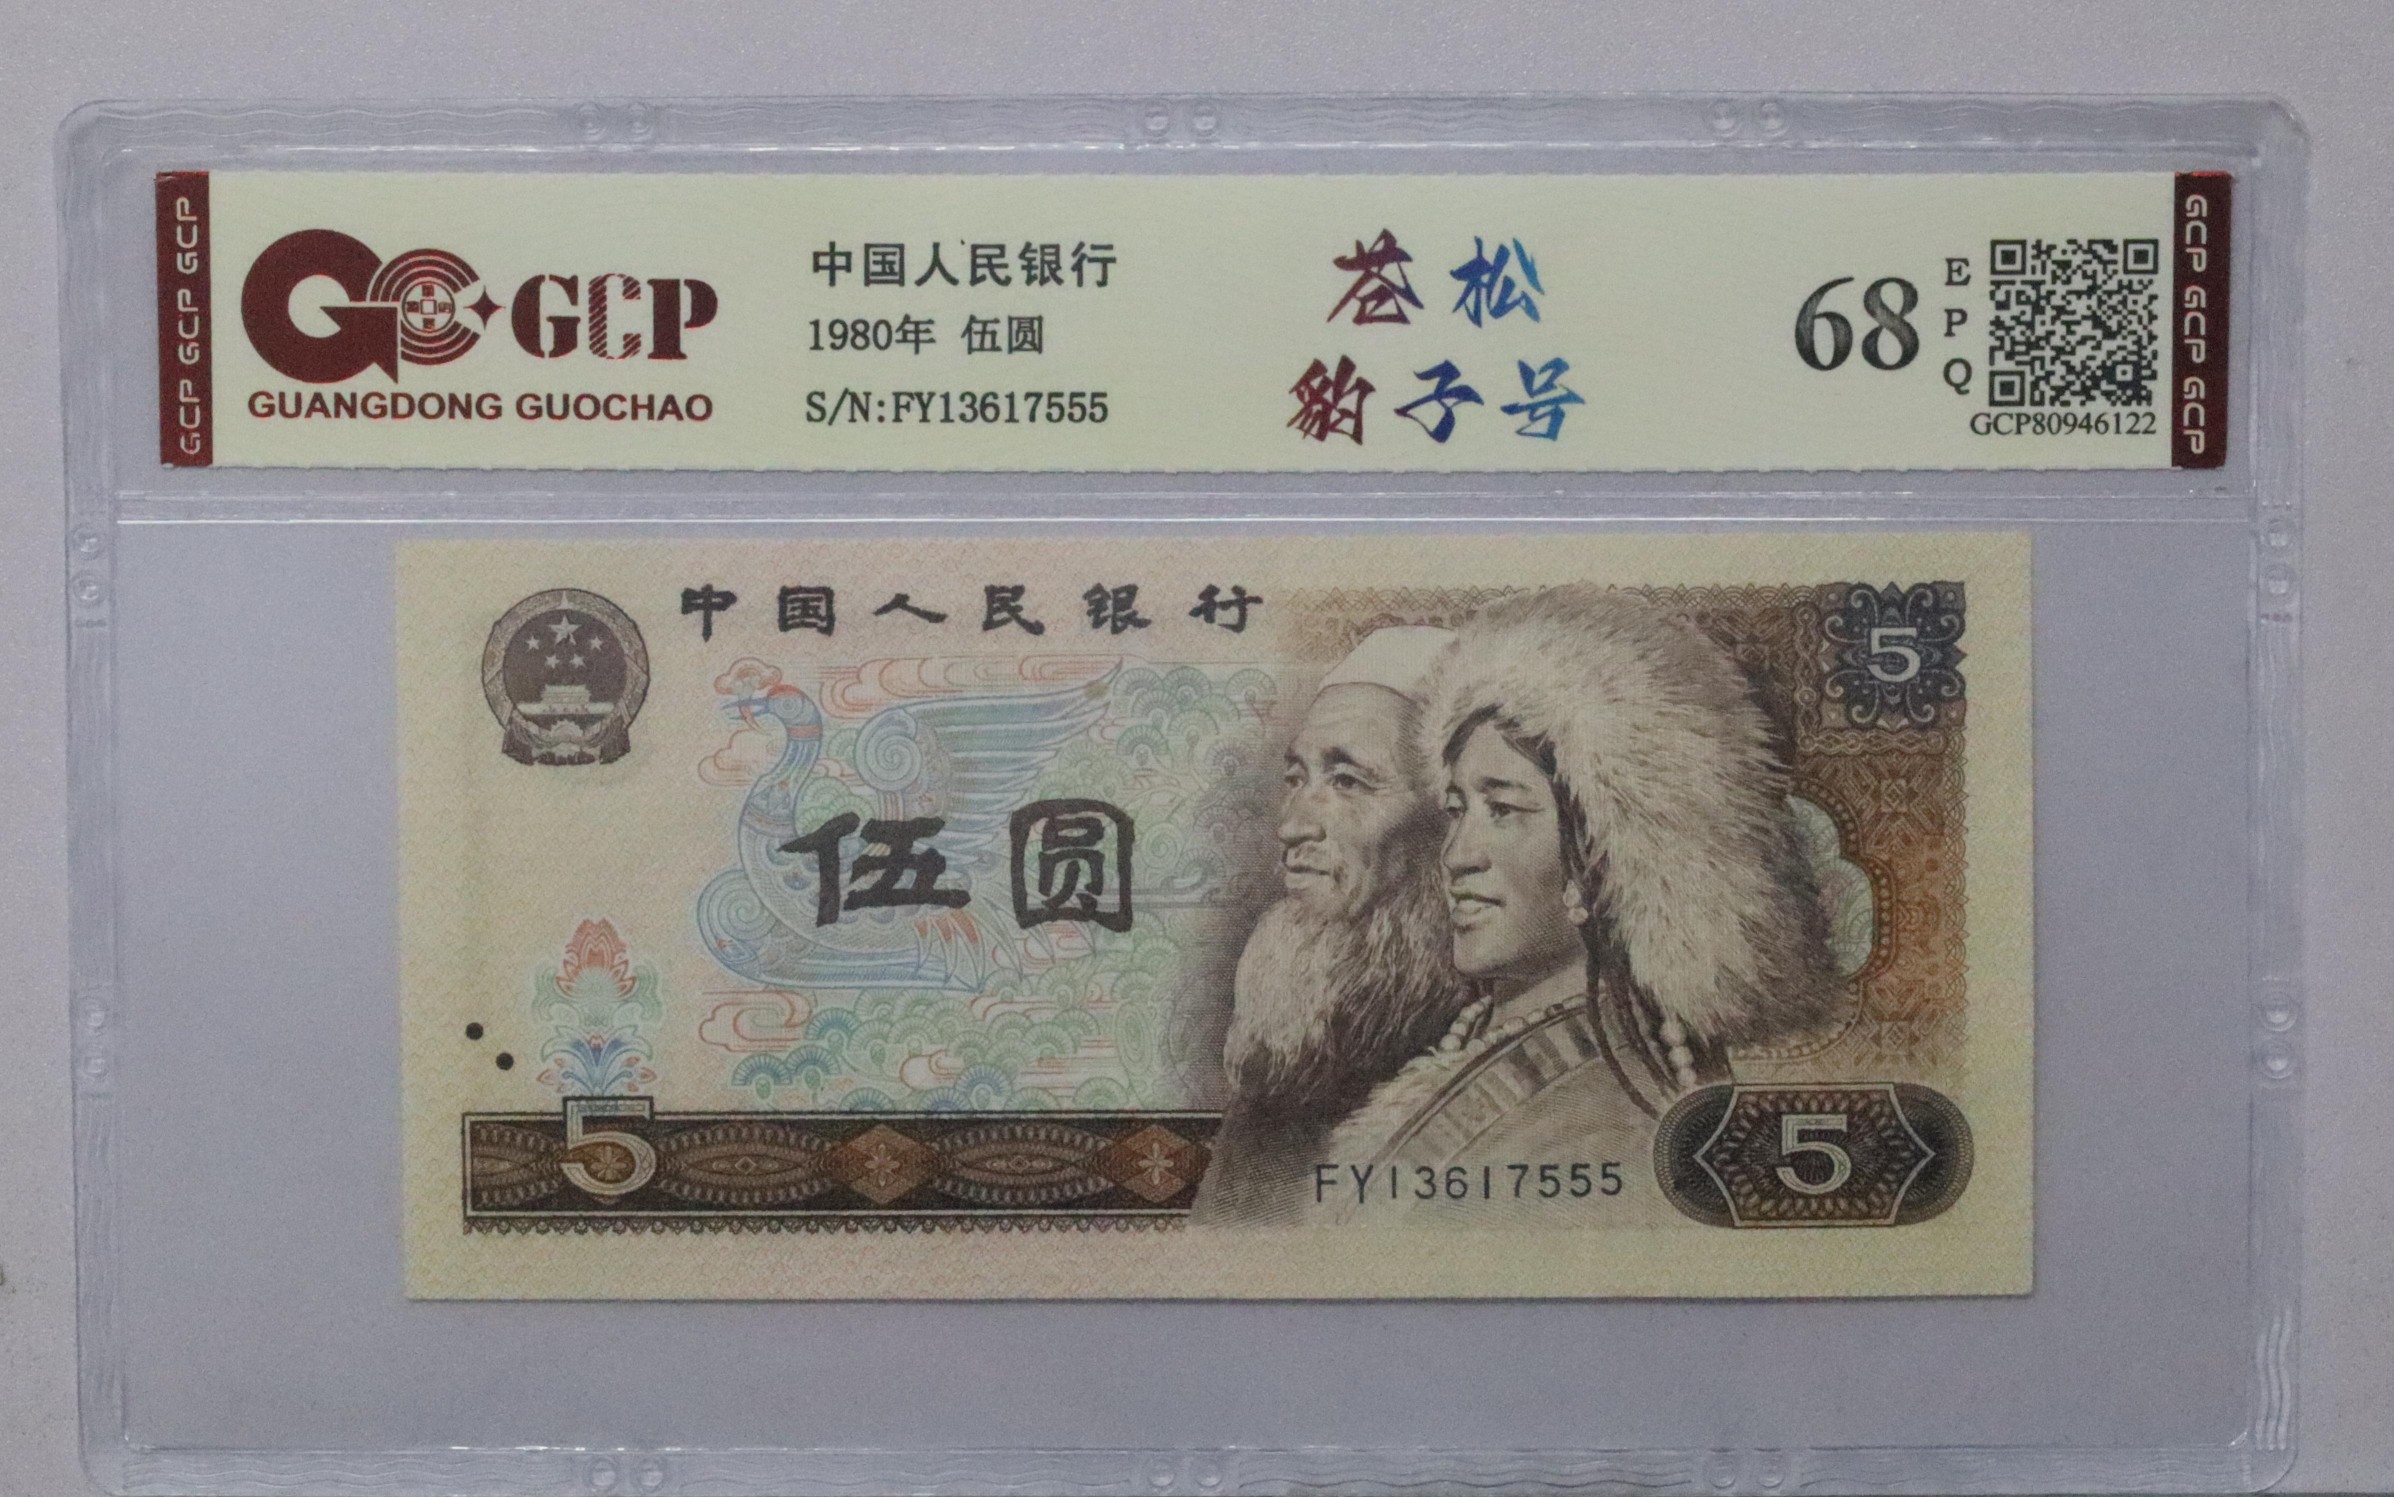 GCP GCP GCP
GCP
GUANGDONG GUOCHAO
中国人民银行
1980年 伍圆
S/N:FY13617555
苍松
豹子号
68
EPQ
GCP80946122
GCP GCP GCP
中国人民银行
5
伍圆
5
FY13617555
5